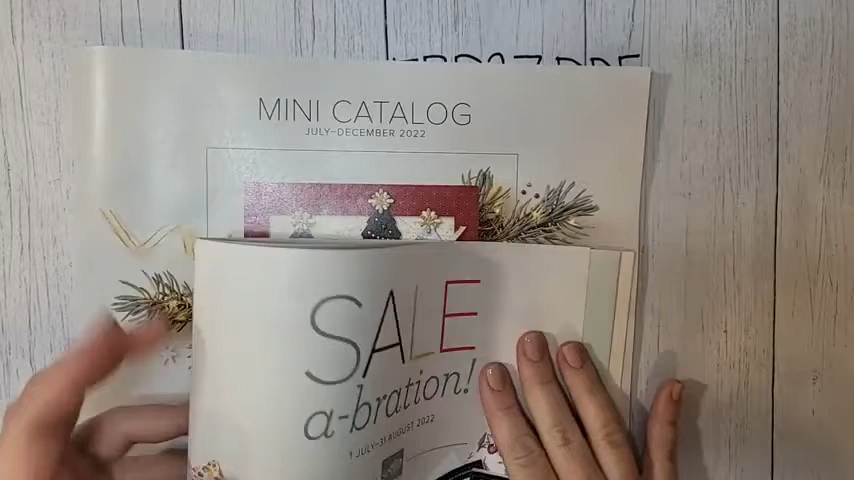 MINI CATALOG
JULY–DECEMBER 2022
SALE
a-bration!
1 JULY–31 AUGUST 2022